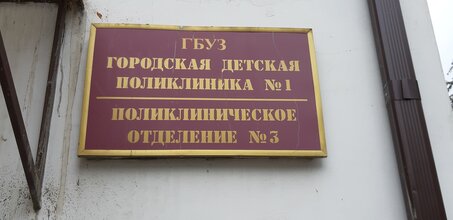 ГБУЗ
ГОРОДСКАЯ ДЕТСКАЯ
ПОЛИКЛИНИКА №1
ПОЛИКЛИНИЧЕСКОЕ
ОТДЕЛЕНИЕ №3